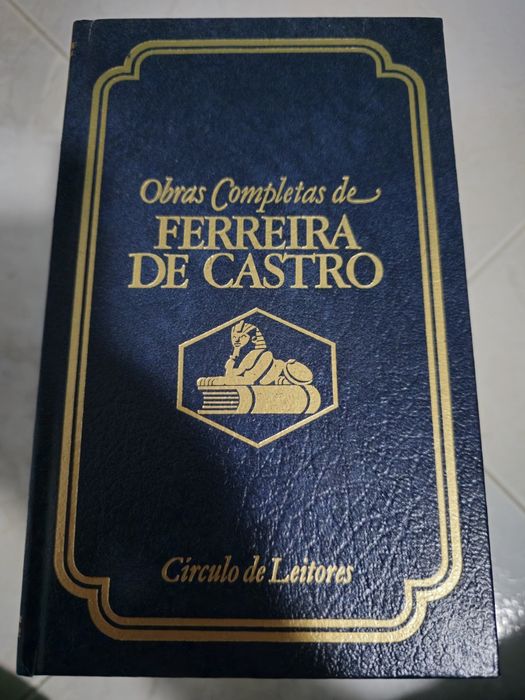 Obras Completas de
FERREIRA
DE CASTRO
Círculo de Leitores